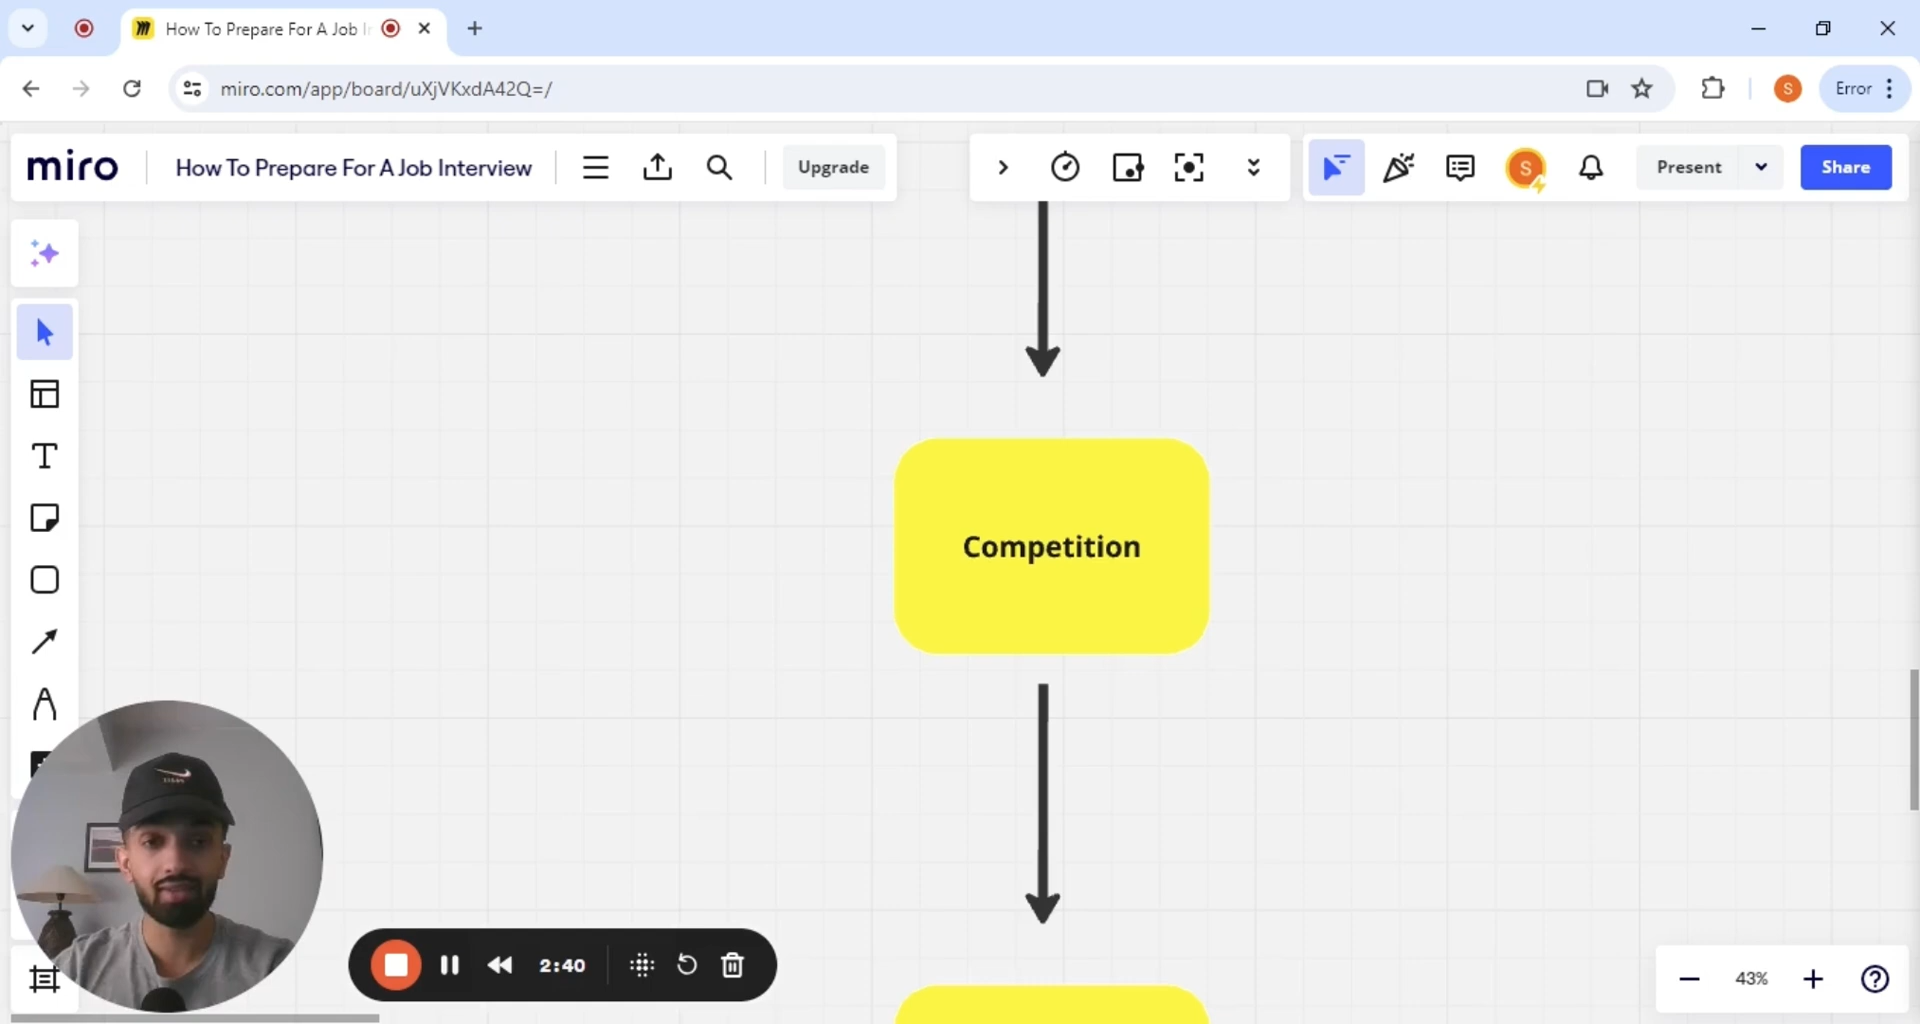 How To Prepare For A Job In
miro.com/app/board/uXjVKxdA42Q=/
S
Error
miro
How To Prepare For A Job Interview
Upgrade
S
Present
Share
T
Competition
2:40
43%